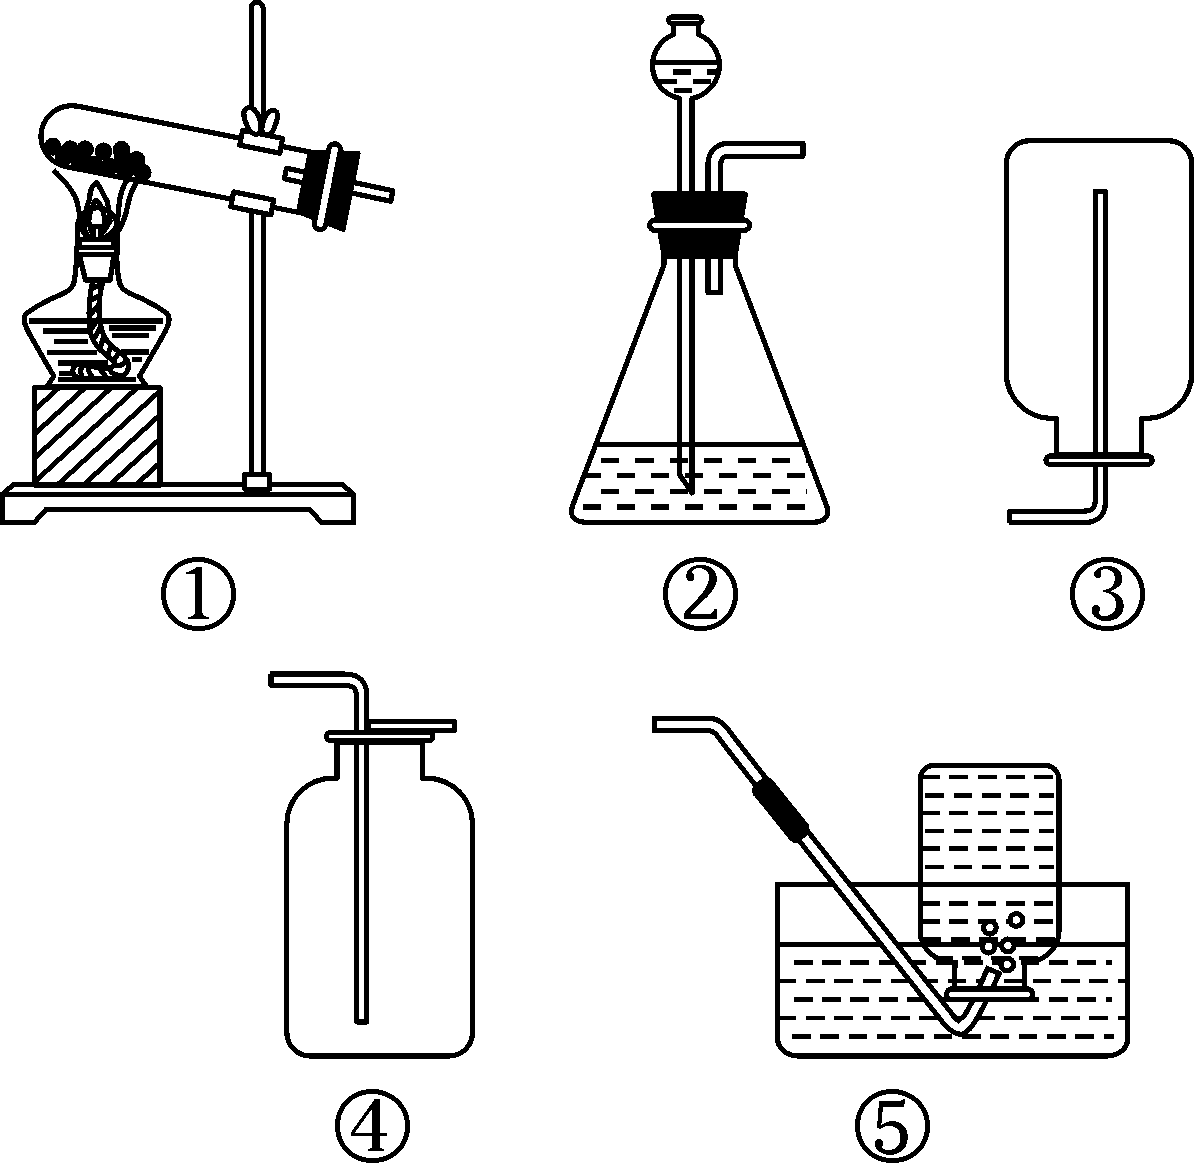 ① ② ③
④ ⑤